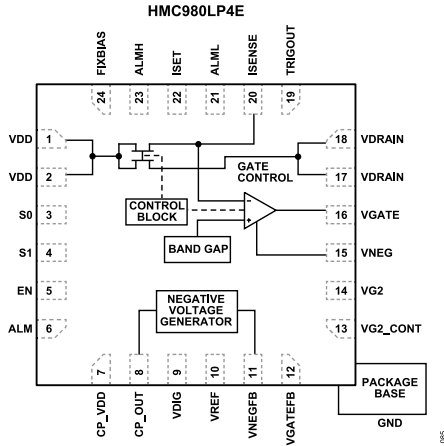 HMC980LP4E
FIXBIAS
ALMH
ISET
ALML
ISENSE
TRIGOUT
24
23
22
21
20
19
VDD
1
VDD
2
S0
3
S1
4
EN
5
ALM
6
18
VDRAIN
17
VDRAIN
16
VGATE
15
VNEG
14
VG2
13
VG2_CONT
GATE
CONTROL
CONTROL
BLOCK
–
+
BAND GAP
NEGATIVE
VOLTAGE
GENERATOR
7
8
9
10
11
12
CP_VDD
CP_OUT
VDIG
VREF
VNEGFB
VGATEFB
PACKAGE
BASE
GND